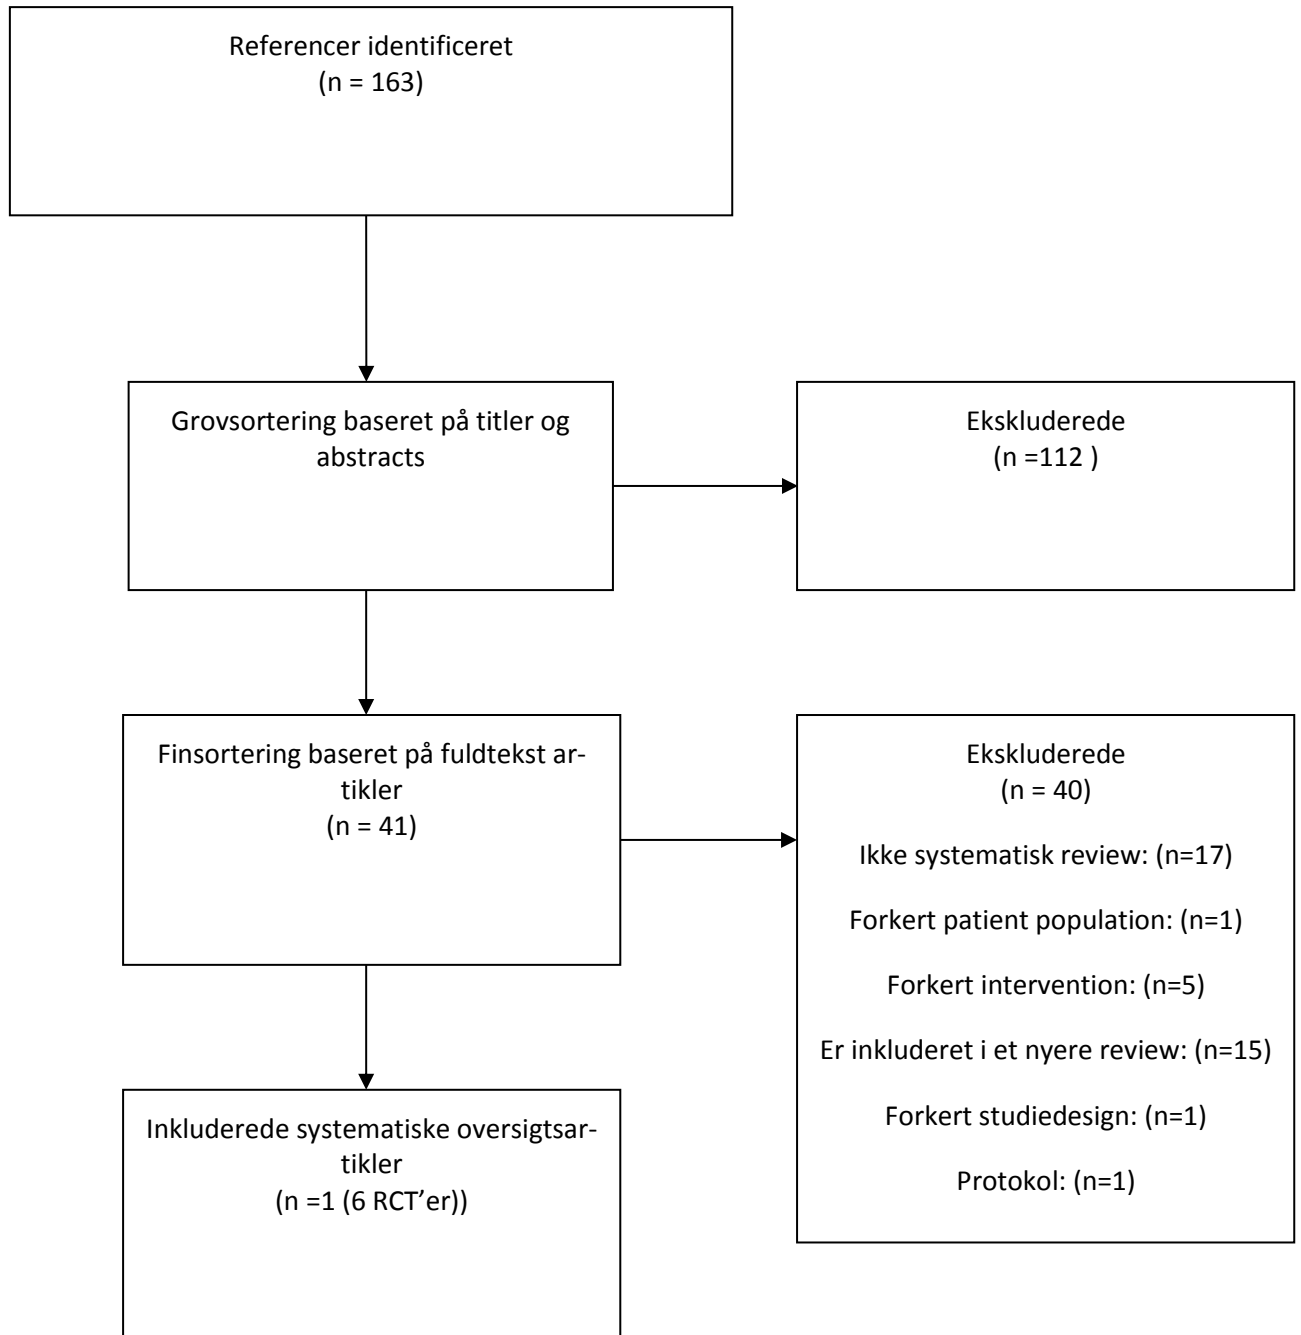 Referencer identificeret
(n = 163)
Grovsortering baseret på titler og
abstracts
Ekskluderede
(n =112 )
Finsortering baseret på fuldtekst ar-
tikler
(n = 41)
Ekskluderede
(n = 40)
Ikke systematisk review: (n=17)
Forkert patient population: (n=1)
Forkert intervention: (n=5)
Er inkluderet i et nyere review: (n=15)
Forkert studiedesign: (n=1)
Protokol: (n=1)
Inkluderede systematiske oversigtsar-
tikler
(n =1 (6 RCT’er))